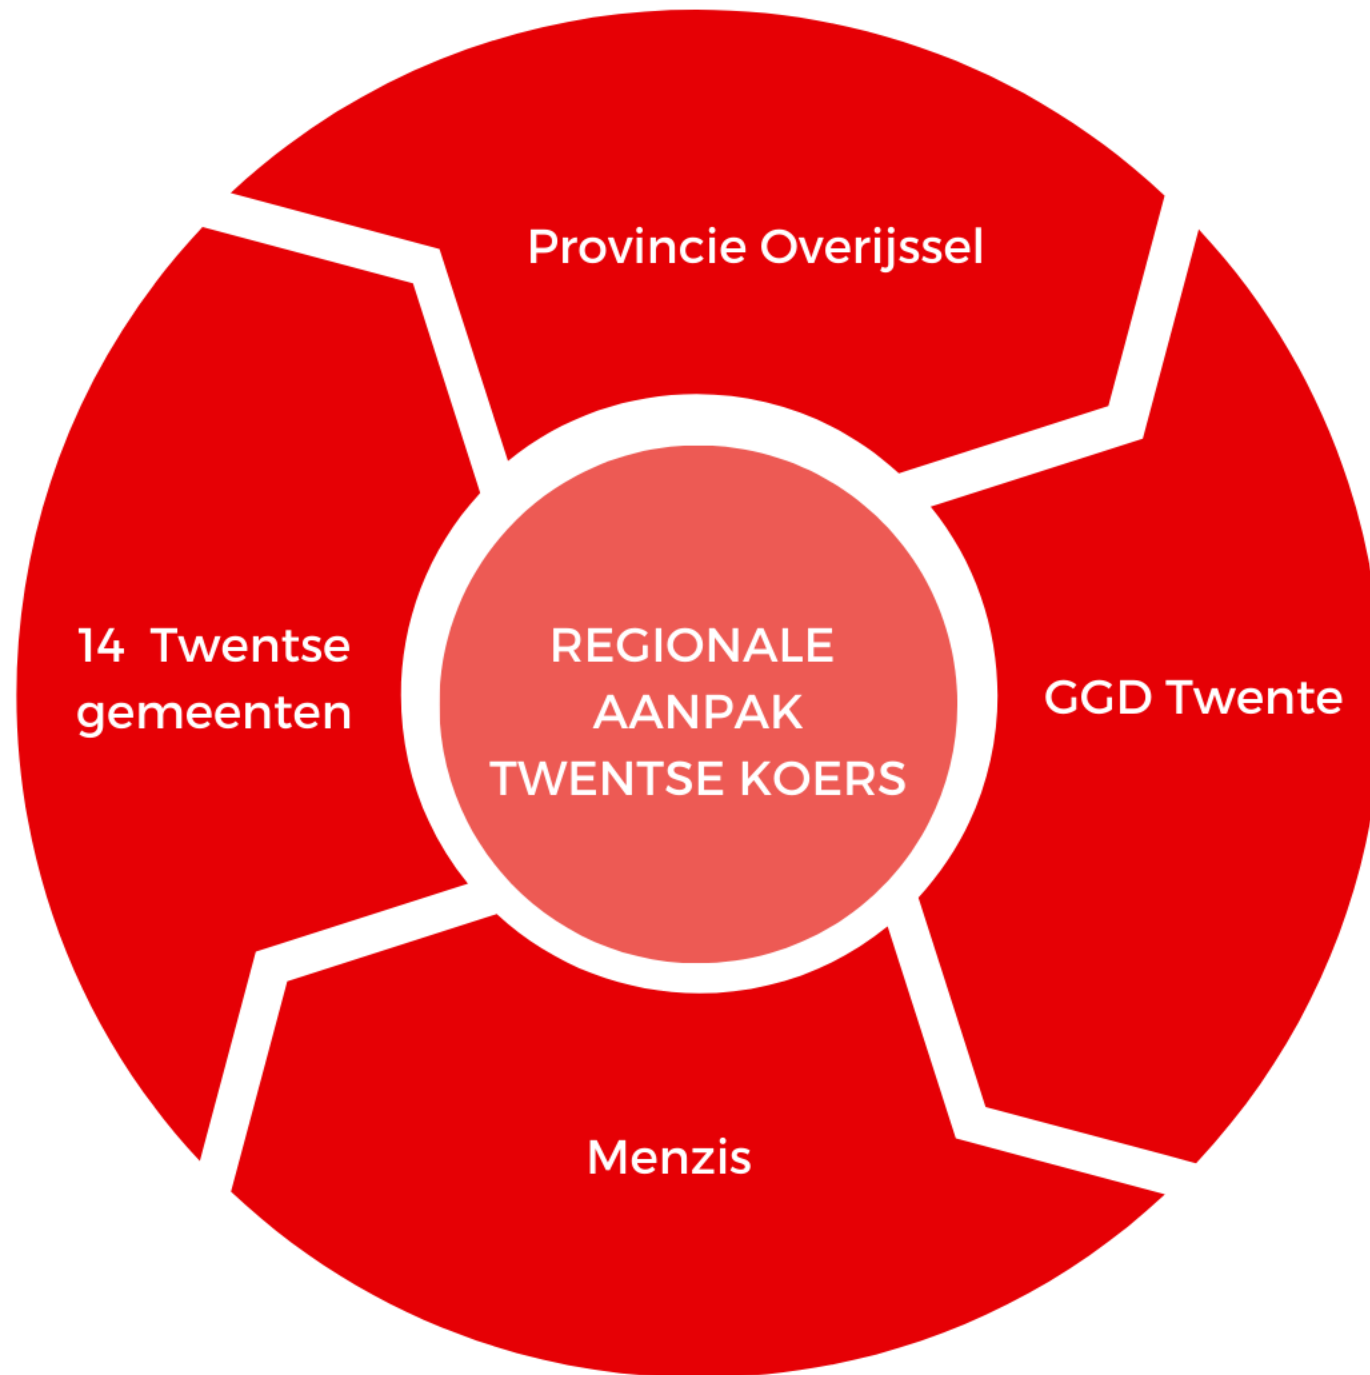 Provincie Overijssel
14 Twentse
gemeenten
REGIONALE
AANPAK
TWENTSE KOERS
GGD Twente
Menzis